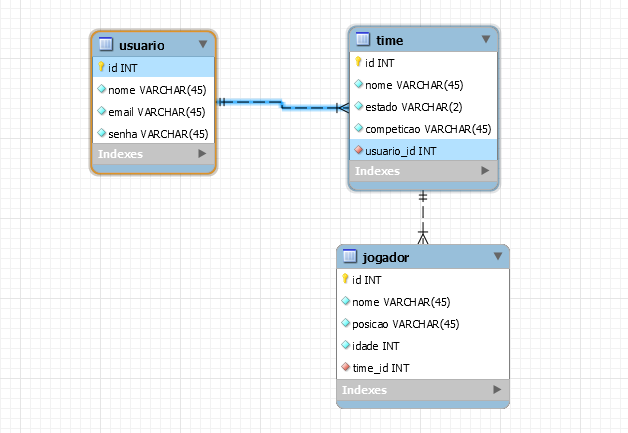 usuario
id INT
nome VARCHAR(45)
email VARCHAR(45)
senha VARCHAR(45)
Indexes
time
id INT
nome VARCHAR(45)
estado VARCHAR(2)
competicao VARCHAR(45)
usuario_id INT
Indexes
jogador
id INT
nome VARCHAR(45)
posicao VARCHAR(45)
idade INT
time_id INT
Indexes